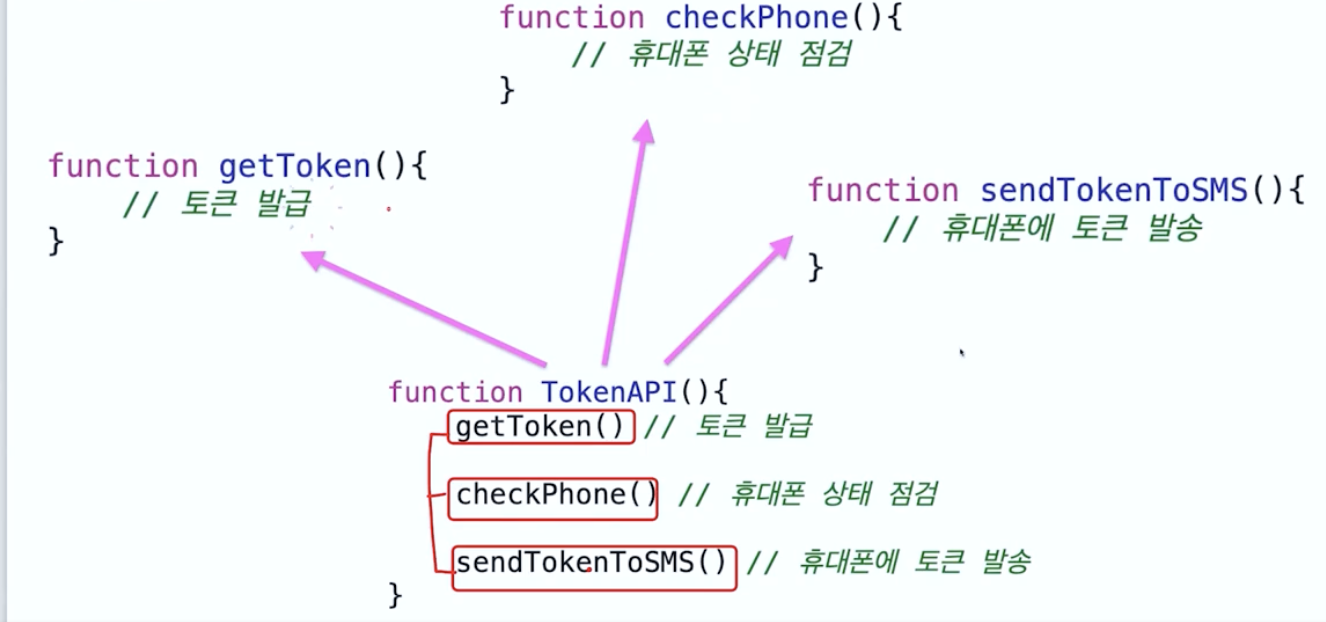 function checkPhone(){
// 휴대폰 상태 점검
}
function getToken(){
// 토큰 발급
}
function sendTokenToSMS(){
// 휴대폰에 토큰 발송
}
function TokenAPI(){
getToken() // 토큰 발급
checkPhone() // 휴대폰 상태 점검
sendTokenToSMS() // 휴대폰에 토큰 발송
}